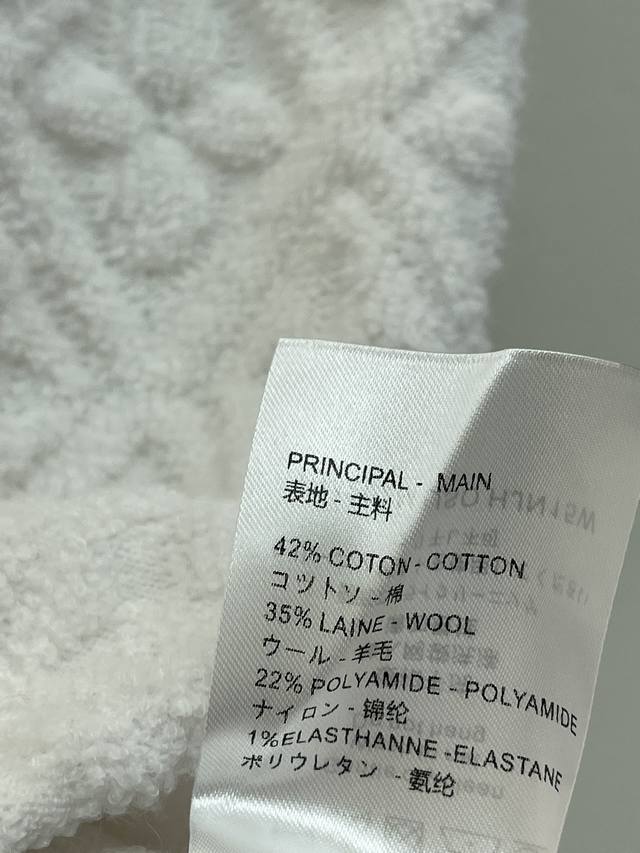 PRINCIPAL - MAIN
表地 - 主料
42% COTON - COTTON
コツトソ - 棉
35% LAINE - WOOL
ウール - 羊毛
22% POLYAMIDE - POLYAMIDE
ナイロン - 锦纶
1% ELASTHANNE - ELASTANE
ポリウレタン - 氨纶